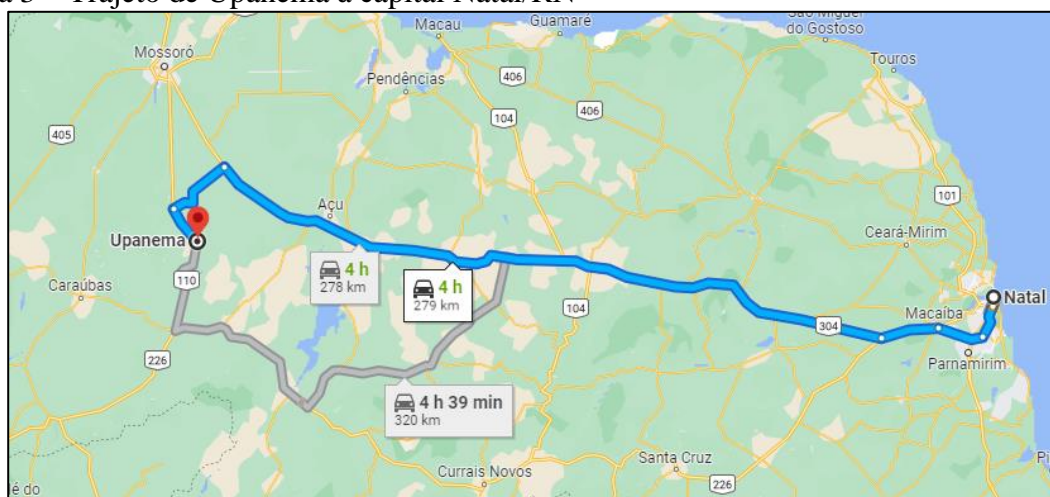 Trajeto de Upanema a capital Natal/RN
Macau
Guamaré
do Gostoso
Mossoró
Touros
Pendências
406
406
405
104
101
Açu
Upanema
Ceará-Mirim
4 h
278 km
4 h
279 km
110
Caraúbas
104
Natal
Macaíba
304
Parnamirim
226
4 h 39 min
320 km
Santa Cruz
Currais Novos
226